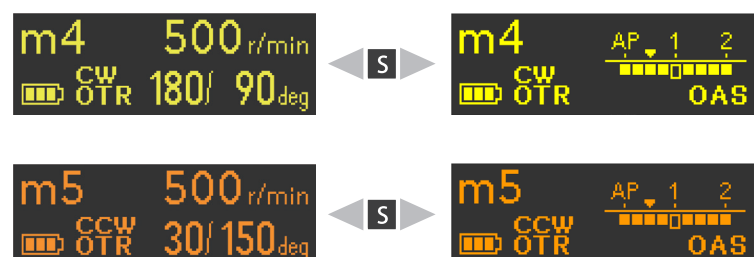 m4 500 r/min
CW
OTR 180/ 90 deg
S
m4 AP 1 2
CW
OTR OAS
m5 500 r/min
CCW
OTR 30/ 150 deg
S
m5 AP 1 2
CCW
OTR OAS